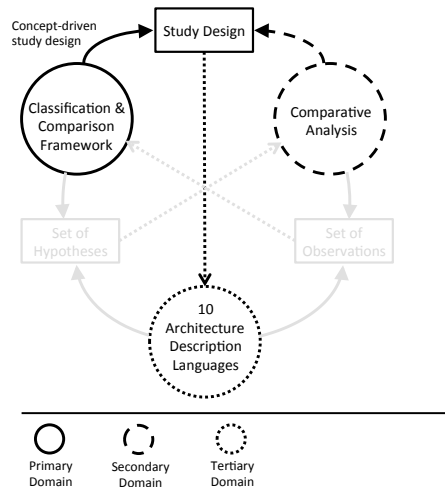 Concept-driven
study design
Study Design
Classification &
Comparison
Framework
Comparative
Analysis
Set of
Hypotheses
Set of
Observations
10
Architecture
Description
Languages
Primary
Domain
Secondary
Domain
Tertiary
Domain